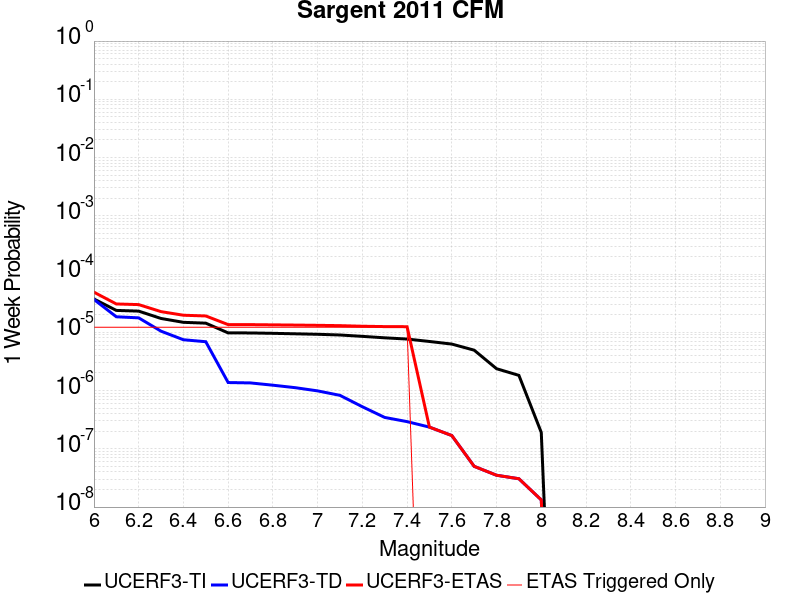 Sargent 2011 CFM
10^0
10^-1
10^-2
10^-3
10^-4
10^-5
10^-6
10^-7
10^-8
1 Week Probability
6 6.2 6.4 6.6 6.8 7 7.2 7.4 7.6 7.8 8 8.2 8.4 8.6 8.8 9
Magnitude
UCERF3-TI UCERF3-TD UCERF3-ETAS ETAS Triggered Only